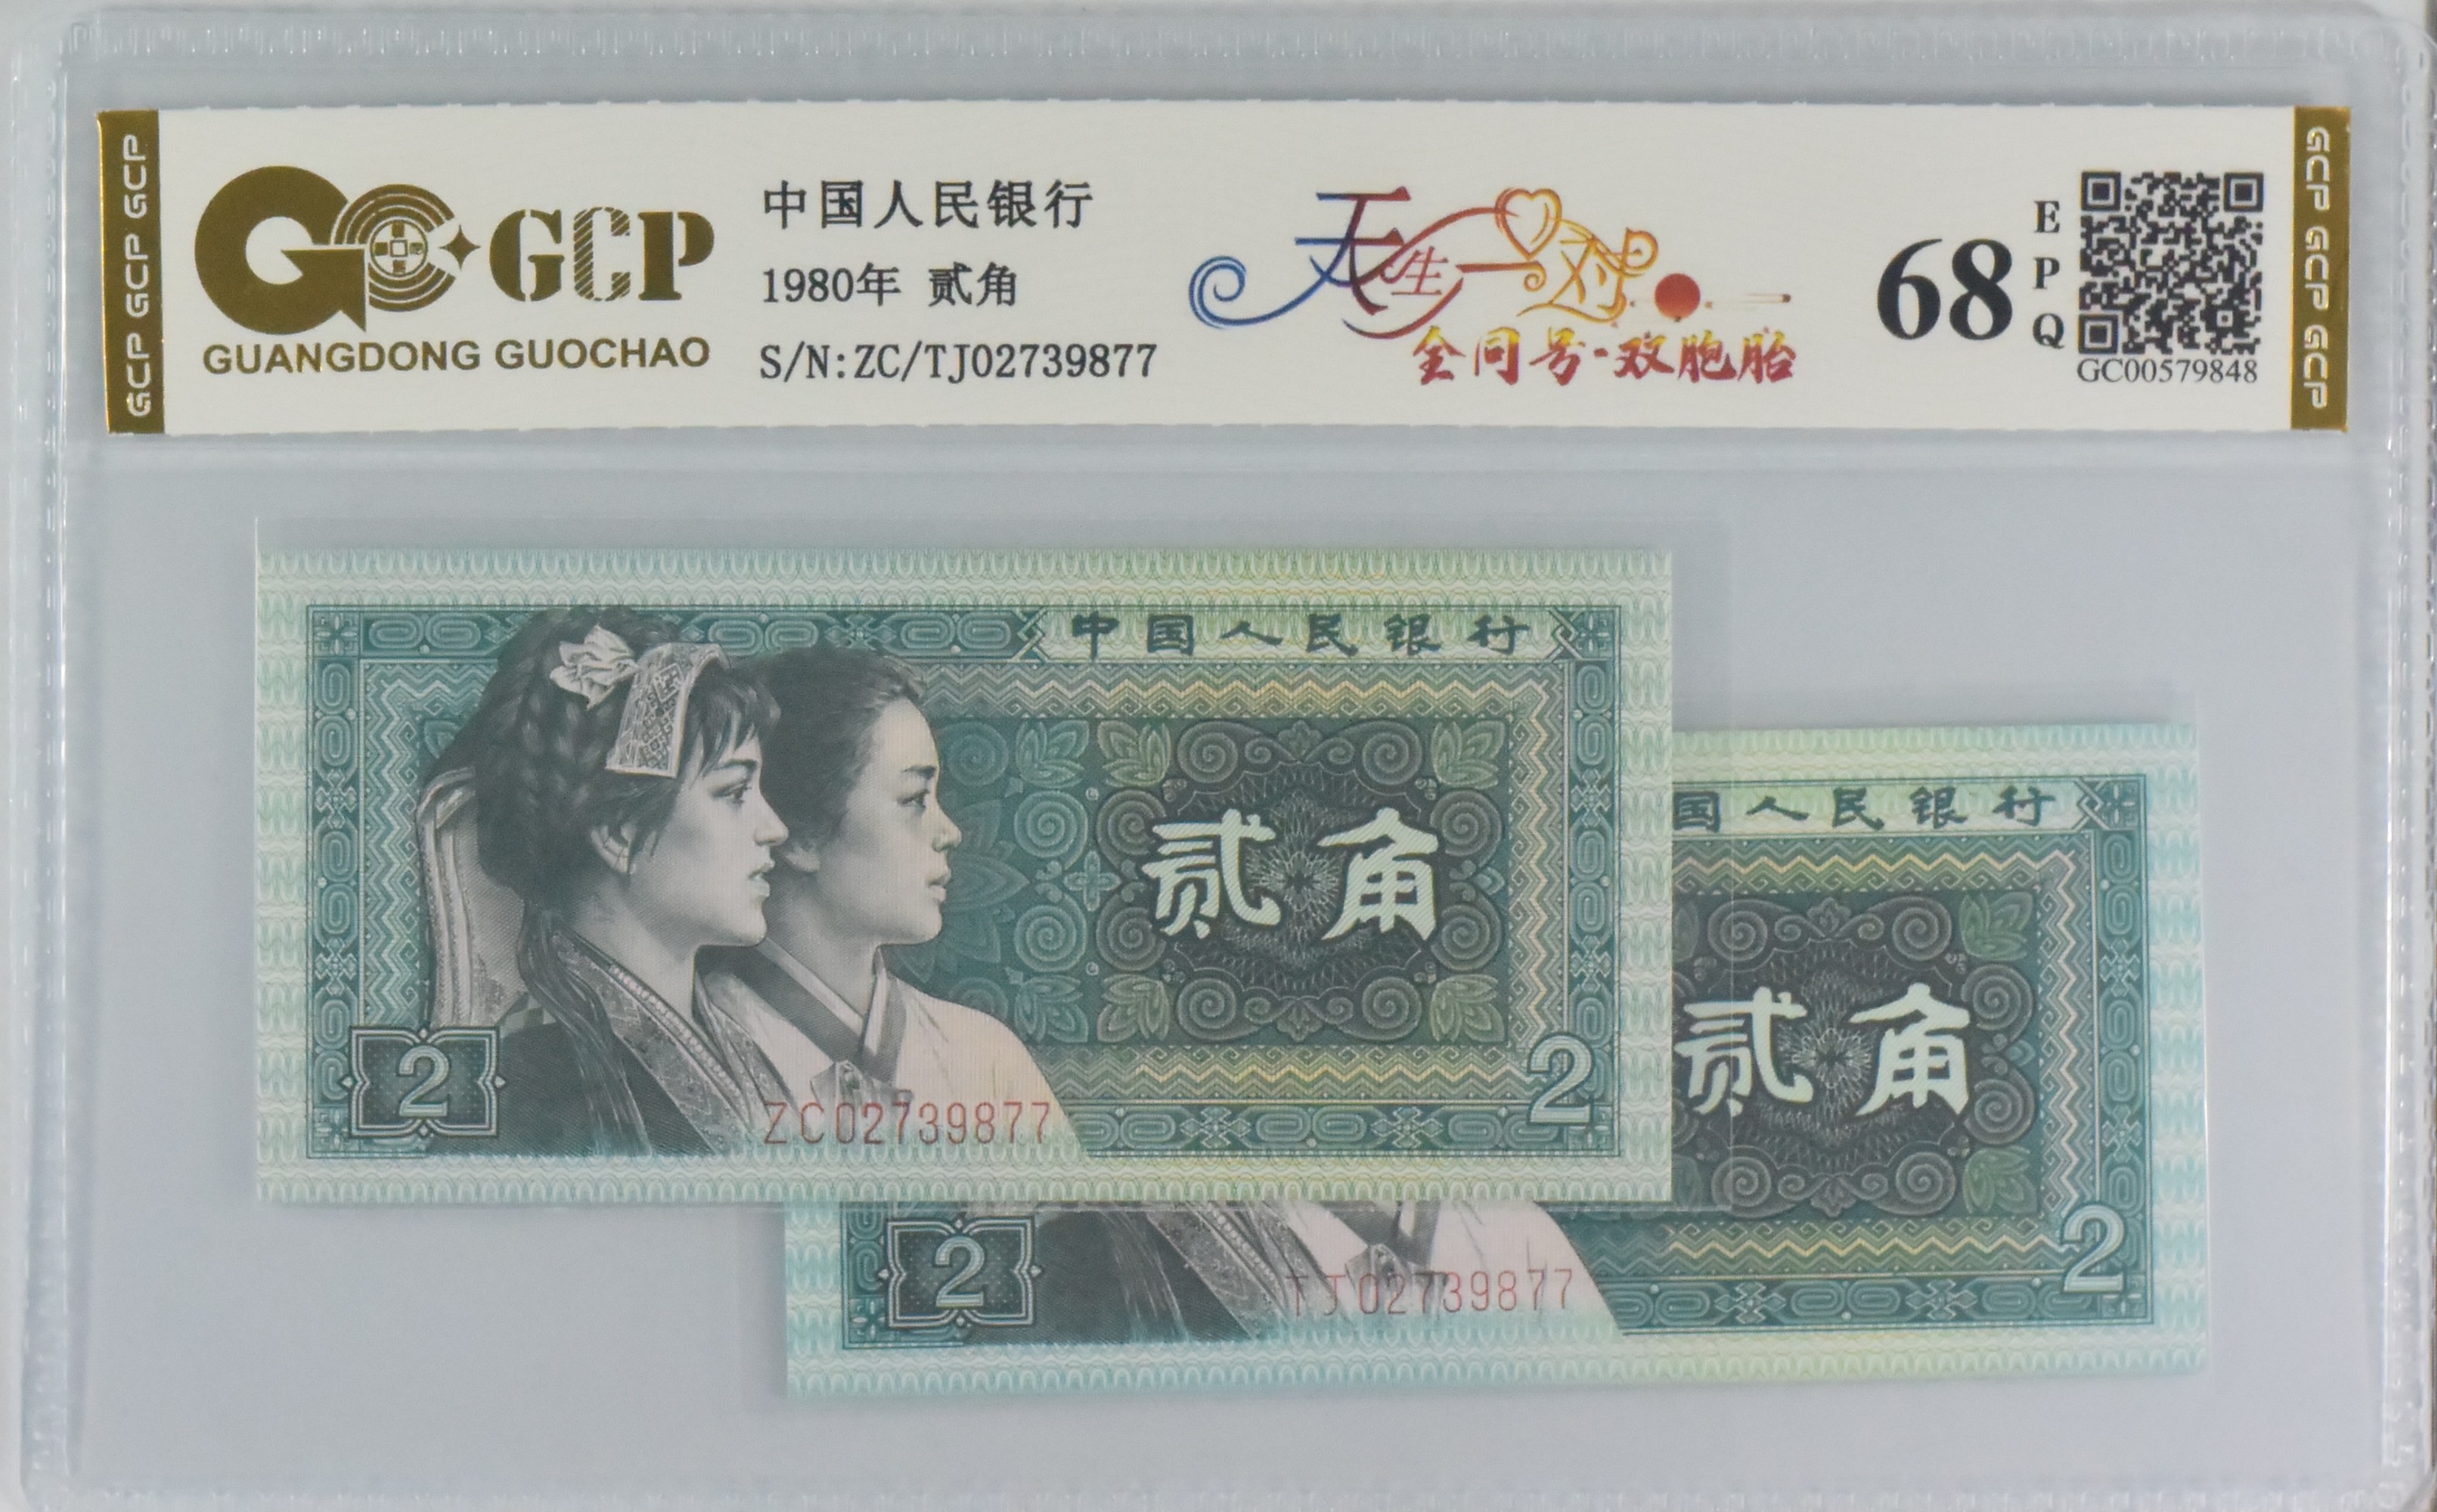 GCP GCP GCP
GCP
GUANGDONG GUOCHAO
中国人民银行
1980年 贰角
S/N:ZC/TJ02739877
天生一对
全同号·双胞胎
68
EPQ
GC00579848
GCP GCP GCP
中国人民银行
贰角
2
2
ZC02739877
国人民银行
贰角
2
2
TJ02739877